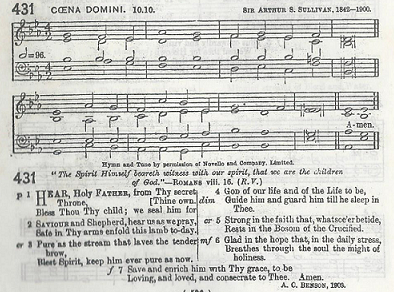 431 CŒNA DOMINI. 10.10. SIR ARTHUR S. SULLIVAN, 1842–1900.
=96.
A-men.
Hymn and Tune by permission of Novello and Company, Limited.
431 "The Spirit Himself beareth witness with our spirit, that we are the children
of God."—ROMANS viii. 16. (R.V.)
p 1 HEAR, Holy FATHER, from Thy secret
Throne, [Thine own.
Bless Thou Thy child; we seal him for
2 SAVIOUR and Shepherd, hear us as we pray,
Safe in Thy arms enfold this lamb to-day.
cr 3 Pure as the stream that laves the tender
brow,
Blest Spirit, keep him ever pure as now.
4 GOD of our life and of the Life to be,
dim Guide him and guard him till he sleep in
Thee.
cr 5 Strong in the faith that, whatsoe'er betide,
Rests in the Bosom of the Crucified.
mf 6 Glad in the hope that, in the daily stress,
Breathes through the soul the might of
holiness.
f 7 Save and enrich him with Thy grace, to be
Loving, and loved, and consecrate to Thee. Amen.
A. C. BENSON, 1905.